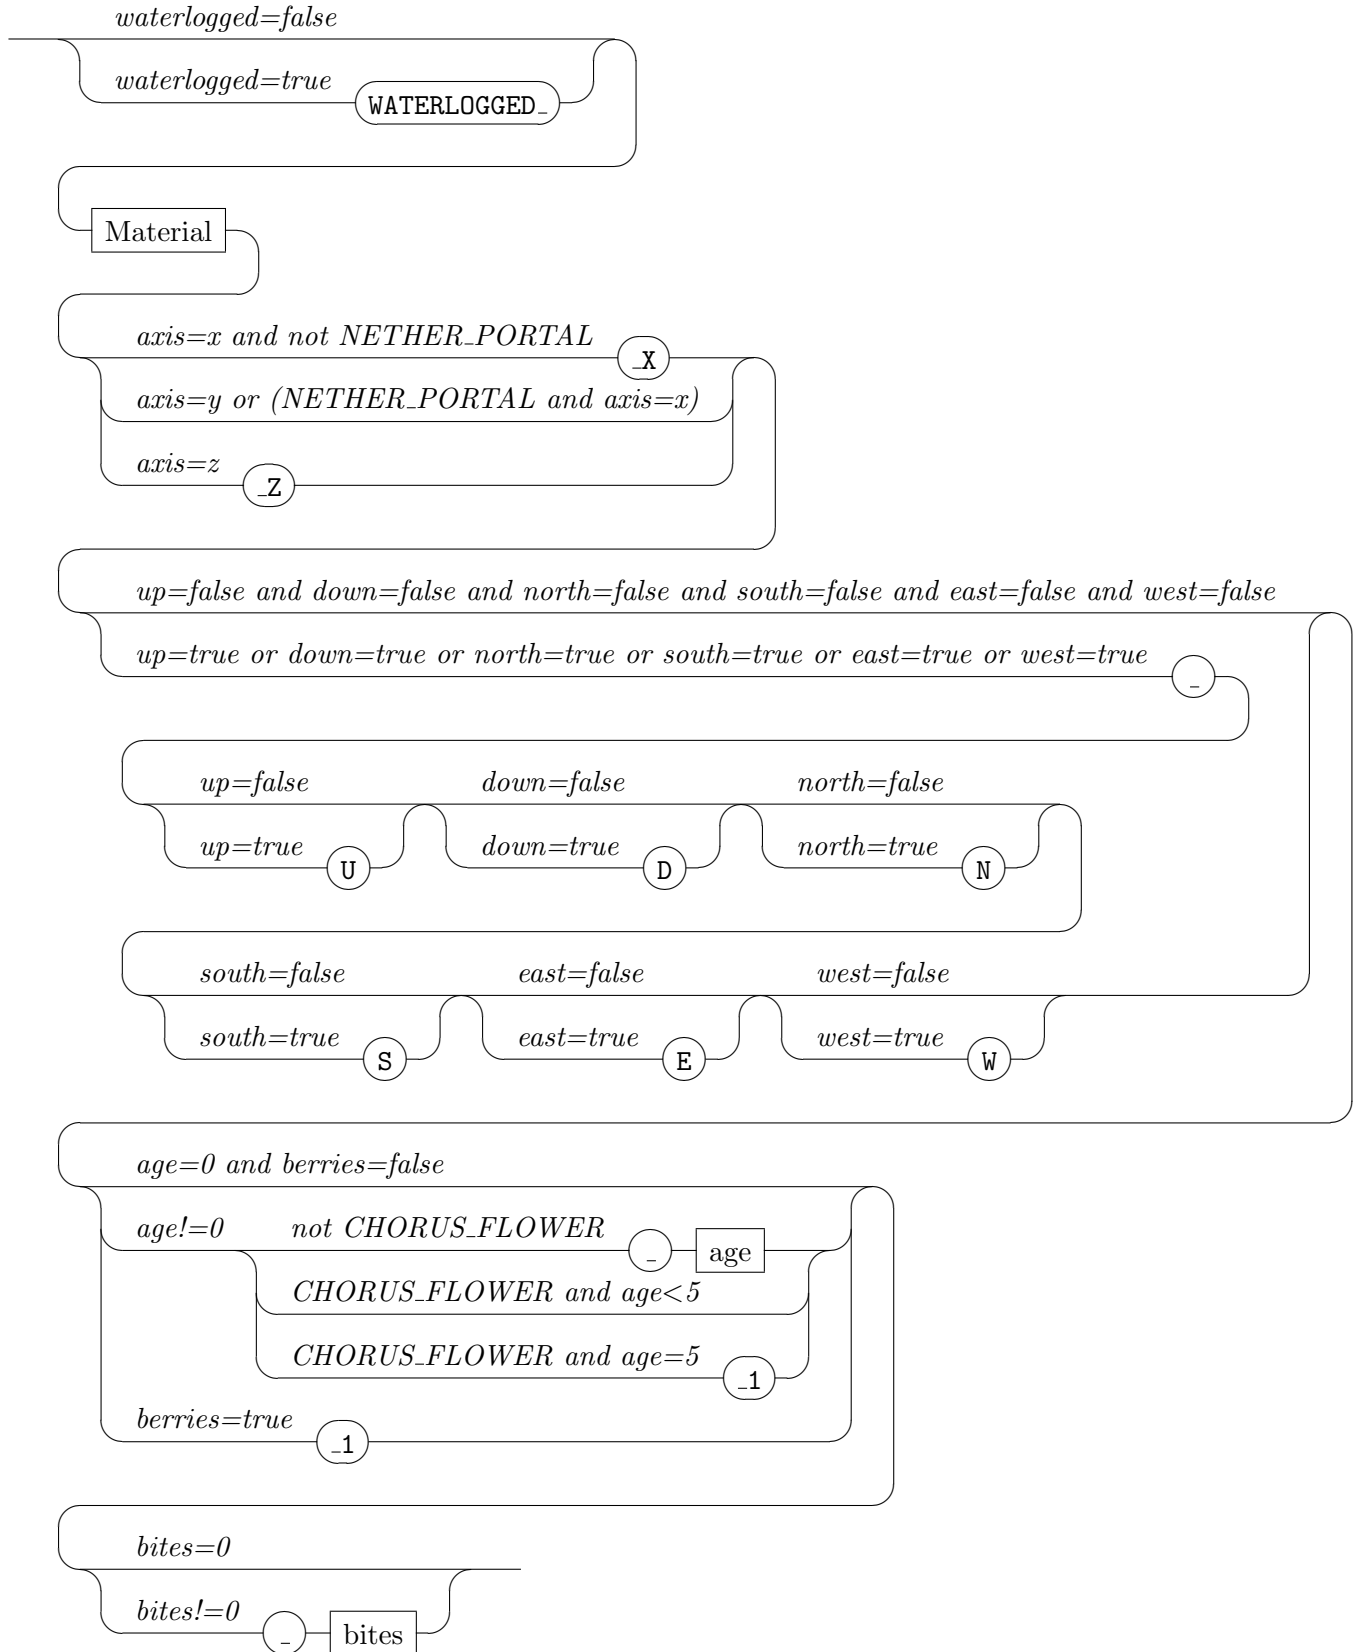 waterlogged=false
waterlogged=true WATERLOGGED_
Material
axis=x and not NETHER_PORTAL _X
axis=y or (NETHER_PORTAL and axis=x)
axis=z _Z
up=false and down=false and north=false and south=false and east=false and west=false
up=true or down=true or north=true or south=true or east=true or west=true _
up=false down=false north=false
up=true U down=true D north=true N
south=false east=false west=false
south=true S east=true E west=true W
age=0 and berries=false
age!=0 not CHORUS_FLOWER _ age
CHORUS_FLOWER and age<5
CHORUS_FLOWER and age=5 _1
berries=true _1
bites=0
bites!=0 _ bites